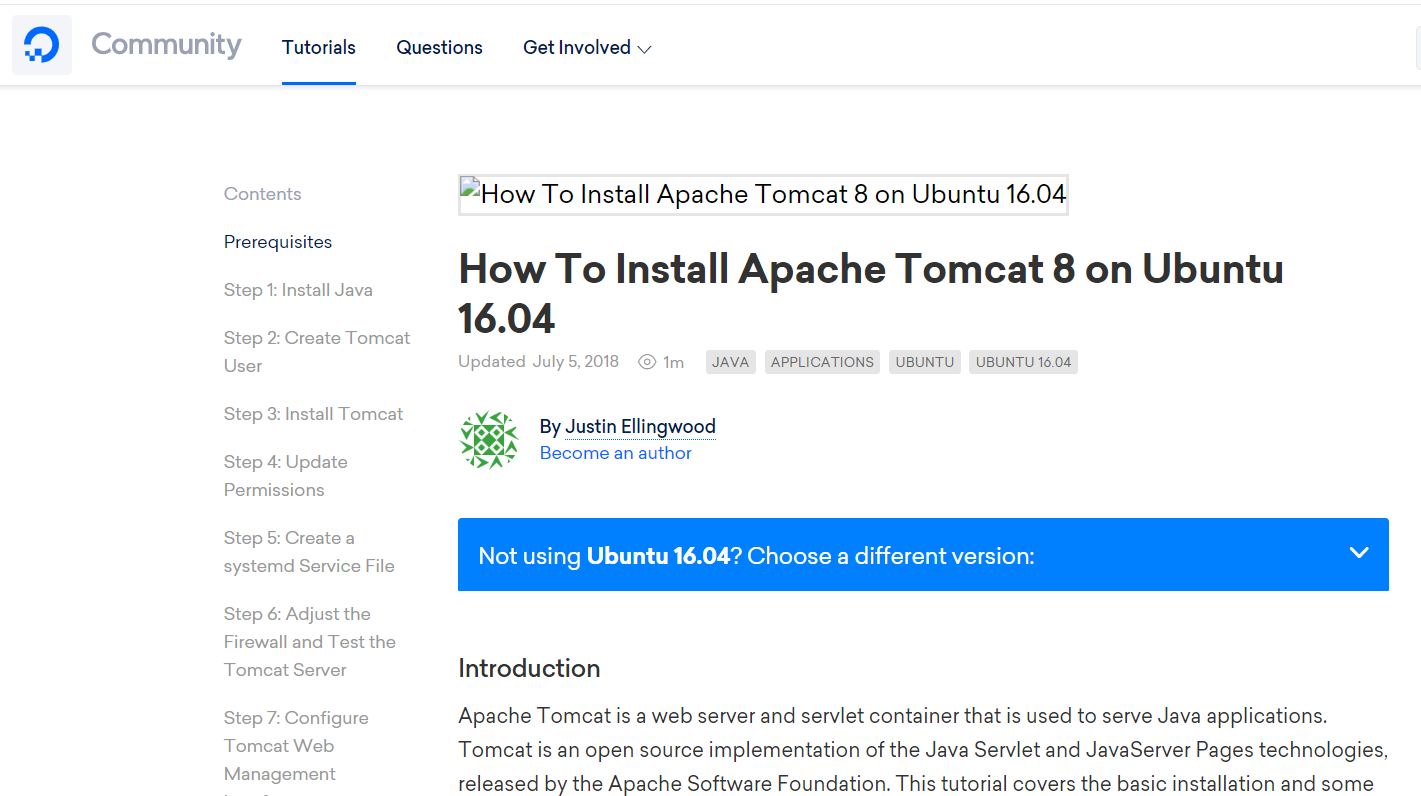 Community
Tutorials
Questions
Get Involved
Contents
Prerequisites
Step 1: Install Java
Step 2: Create Tomcat
User
Step 3: Install Tomcat
Step 4: Update
Permissions
Step 5: Create a
systemd Service File
Step 6: Adjust the
Firewall and Test the
Tomcat Server
Step 7: Configure
Tomcat Web
Management
How To Install Apache Tomcat 8 on Ubuntu 16.04
How To Install Apache Tomcat 8 on Ubuntu
16.04
Updated July 5, 2018 1m JAVA APPLICATIONS UBUNTU UBUNTU 16.04
By Justin Ellingwood
Become an author
Not using Ubuntu 16.04? Choose a different version:
Introduction
Apache Tomcat is a web server and servlet container that is used to serve Java applications.
Tomcat is an open source implementation of the Java Servlet and JavaServer Pages technologies,
released by the Apache Software Foundation. This tutorial covers the basic installation and some